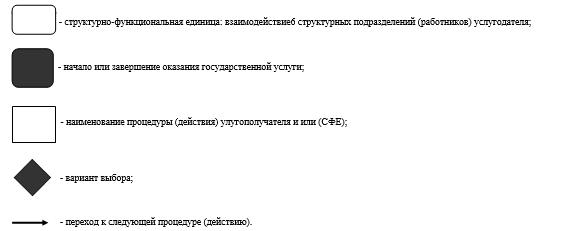 - структурно-функциональная единица: взаимодействиеб структурных подразделений (работников) услугодателя;
- начало или завершение оказания государственной услуги;
- наименование процедуры (действия) улугополучателя и или (СФЕ);
- вариант выбора;
- переход к следующей процедуре (действию).